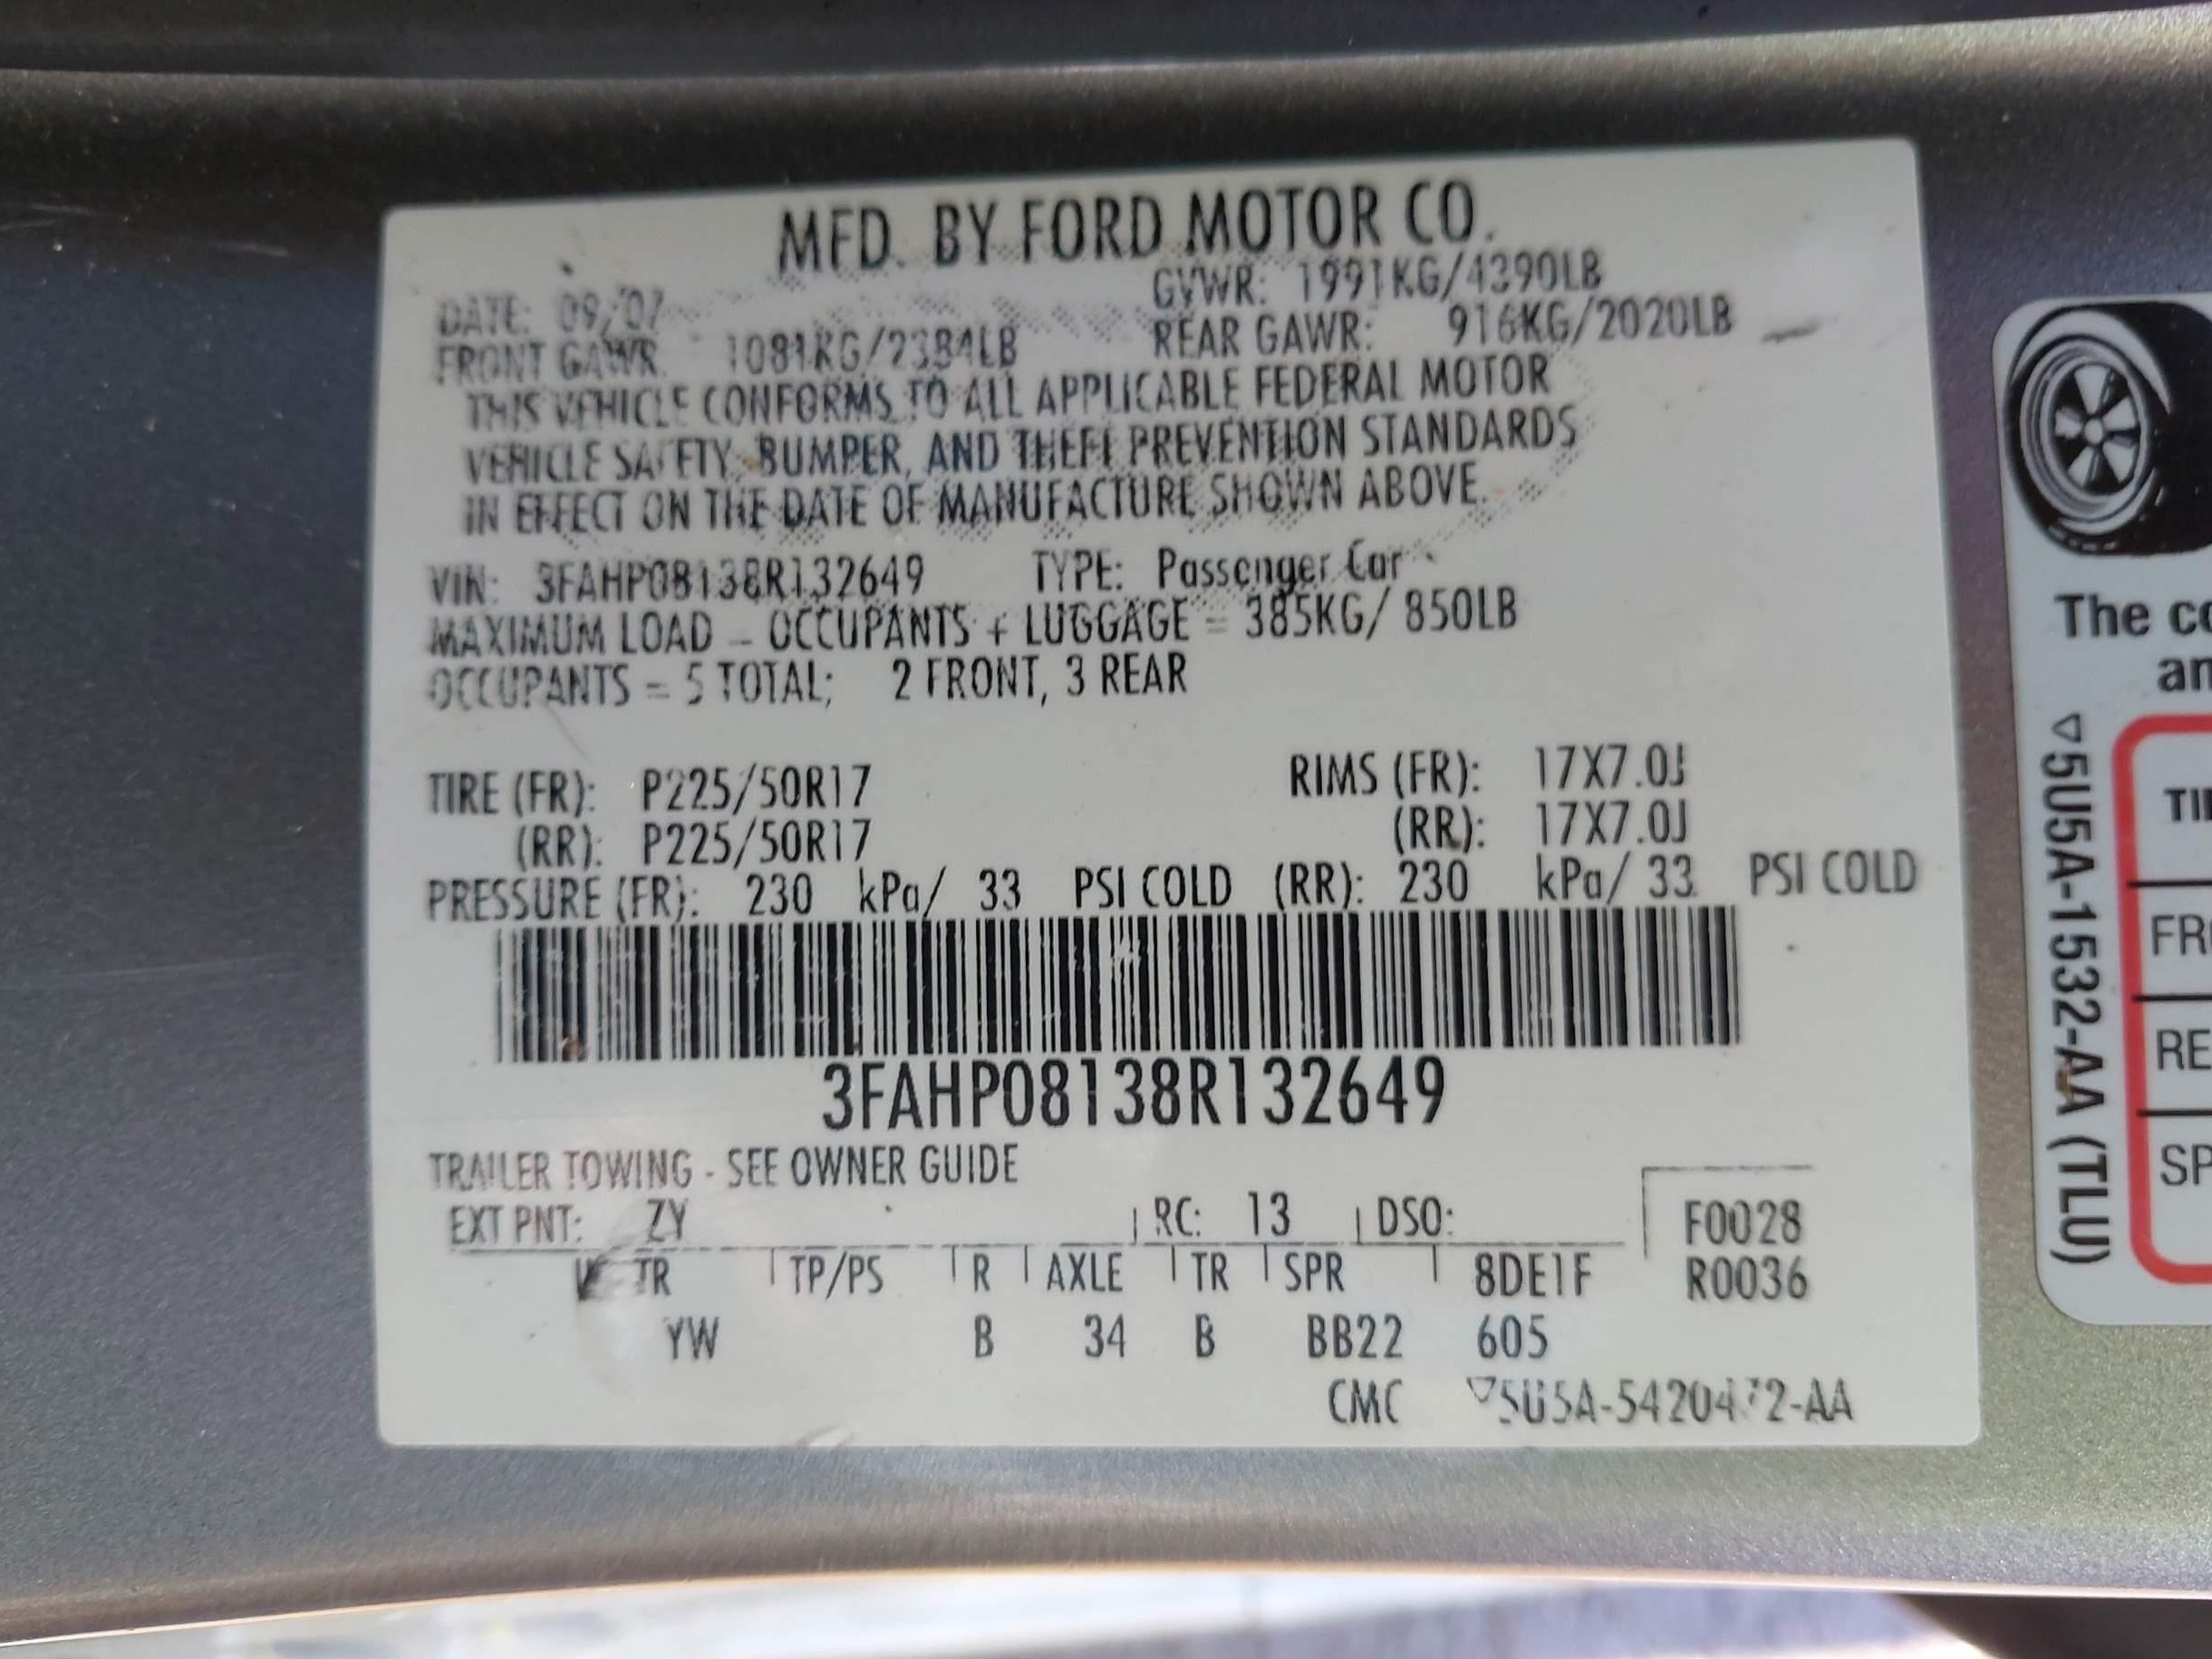 MFD. BY FORD MOTOR CO.
DATE: 09/07 GVWR: 1991KG/4390LB
FRONT GAWR: 1081KG/2384LB REAR GAWR: 916KG/2020LB
THIS VEHICLE CONFORMS TO ALL APPLICABLE FEDERAL MOTOR
VEHICLE SAFETY, BUMPER, AND THEFT PREVENTION STANDARDS
IN EFFECT ON THE DATE OF MANUFACTURE SHOWN ABOVE.
VIN: 3FAHP08138R132649 TYPE: Passenger Car
MAXIMUM LOAD = OCCUPANTS + LUGGAGE = 385KG/ 850LB
OCCUPANTS = 5 TOTAL; 2 FRONT, 3 REAR
TIRE (FR): P225/50R17 RIMS (FR): 17X7.0J
(RR): P225/50R17 (RR): 17X7.0J
PRESSURE (FR): 230 kPa/ 33 PSI COLD (RR): 230 kPa/ 33 PSI COLD
3FAHP08138R132649
TRAILER TOWING - SEE OWNER GUIDE
EXT PNT: ZY RC: 13 DSO: F0028
TR TP/PS R AXLE TR SPR 8DE1F R0036
YW B 34 B BB22 605
CMC ▽5U5A-5420472-AA
The
▽5U5A-1532-AA (TLU)